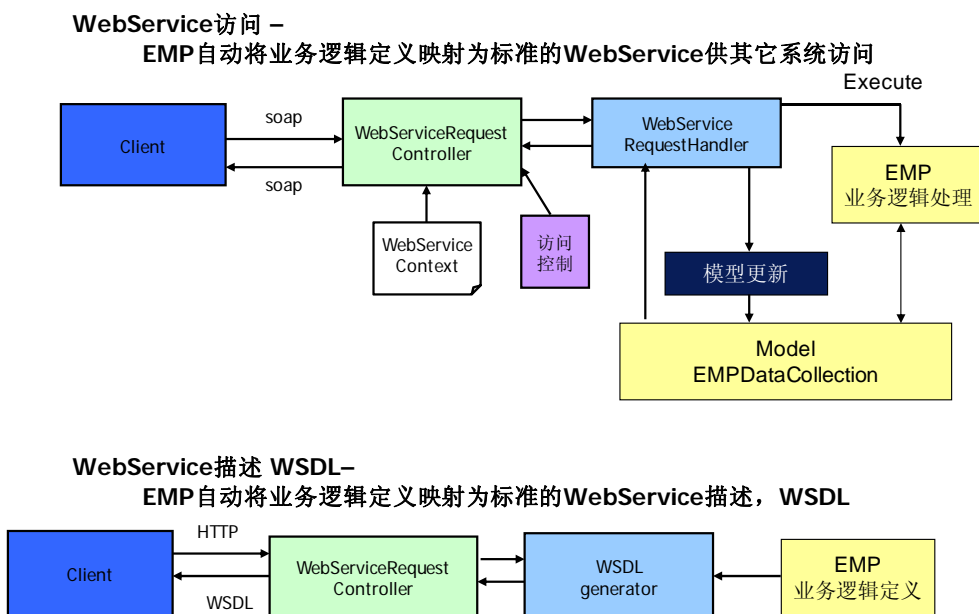 WebService访问 –
EMP自动将业务逻辑定义映射为标准的WebService供其它系统访问
Execute
soap
Client
WebServiceRequest
Controller
WebService
RequestHandler
soap
EMP
业务逻辑处理
WebService
Context
访问
控制
模型更新
Model
EMPDataCollection
WebService描述 WSDL–
EMP自动将业务逻辑定义映射为标准的WebService描述，WSDL
HTTP
Client
WebServiceRequest
Controller
WSDL
generator
EMP
业务逻辑定义
WSDL